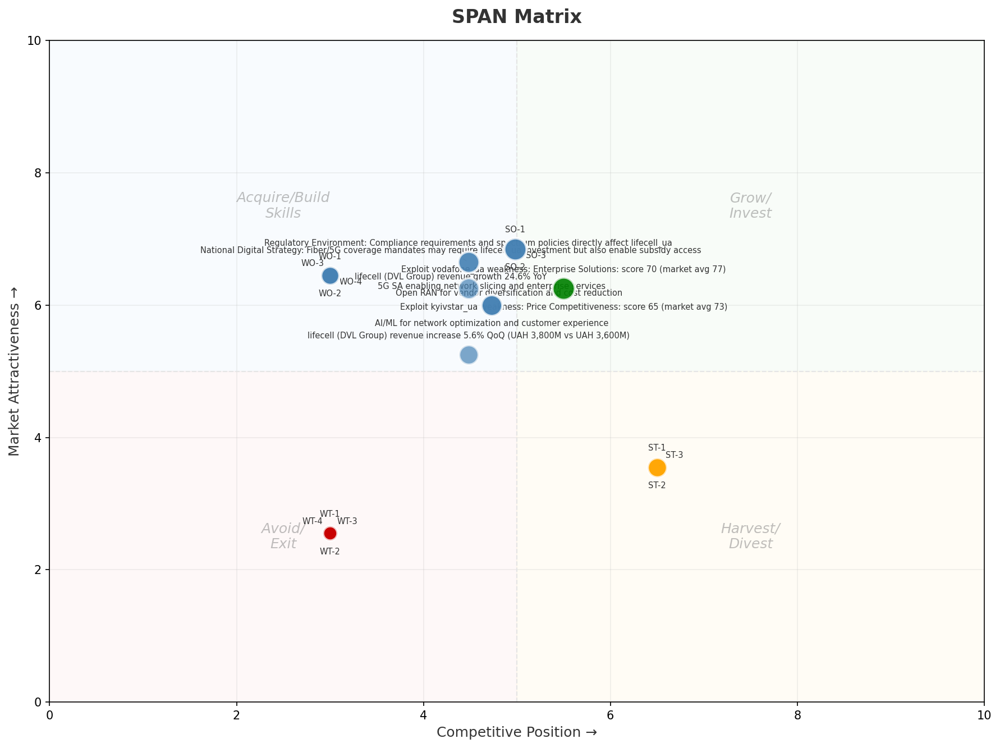 SPAN Matrix
10
8
6
4
2
0
Market Attractiveness →
Acquire/Build
Skills
Grow/
Invest
SO-1
Regulatory Environment: Compliance requirements and policies directly affect lifecell_ua
National Digital Strategy: Fiber/5G coverage mandates may require investment but also enable subsidy access
WO-1
SO-3
WO-3
SO-2
Exploit weakness: Enterprise Solutions: score 70 (market avg 77)
lifecell (DVL Group) revenue growth 24.6% YoY
WO-4
5G SA enabling network slicing and enterprise services
WO-2
Open RAN for vendor diversification and cost reduction
Exploit kyivstar_ua Price Competitiveness: score 65 (market avg 73)
AI/ML for network optimization and customer experience
lifecell (DVL Group) revenue increase 5.6% QoQ (UAH 3,800M vs UAH 3,600M)
ST-1
ST-3
ST-2
WT-1
WT-4
WT-3
Avoid/
Exit
WT-2
Harvest/
Divest
0
2
4
6
8
10
Competitive Position →